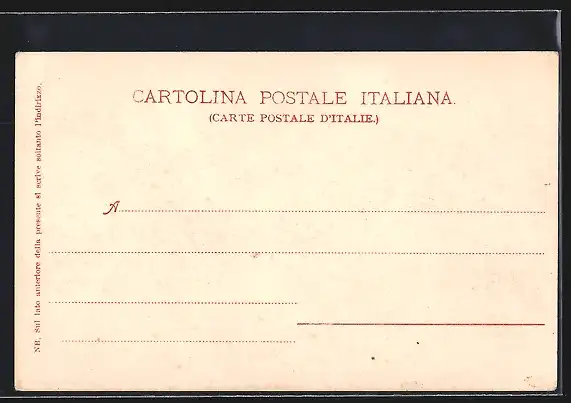 CARTOLINA POSTALE ITALIANA.
(CARTE POSTALE D'ITALIE.)
A
NB. Sul lato anteriore della presente si scrive soltanto l'indirizzo.